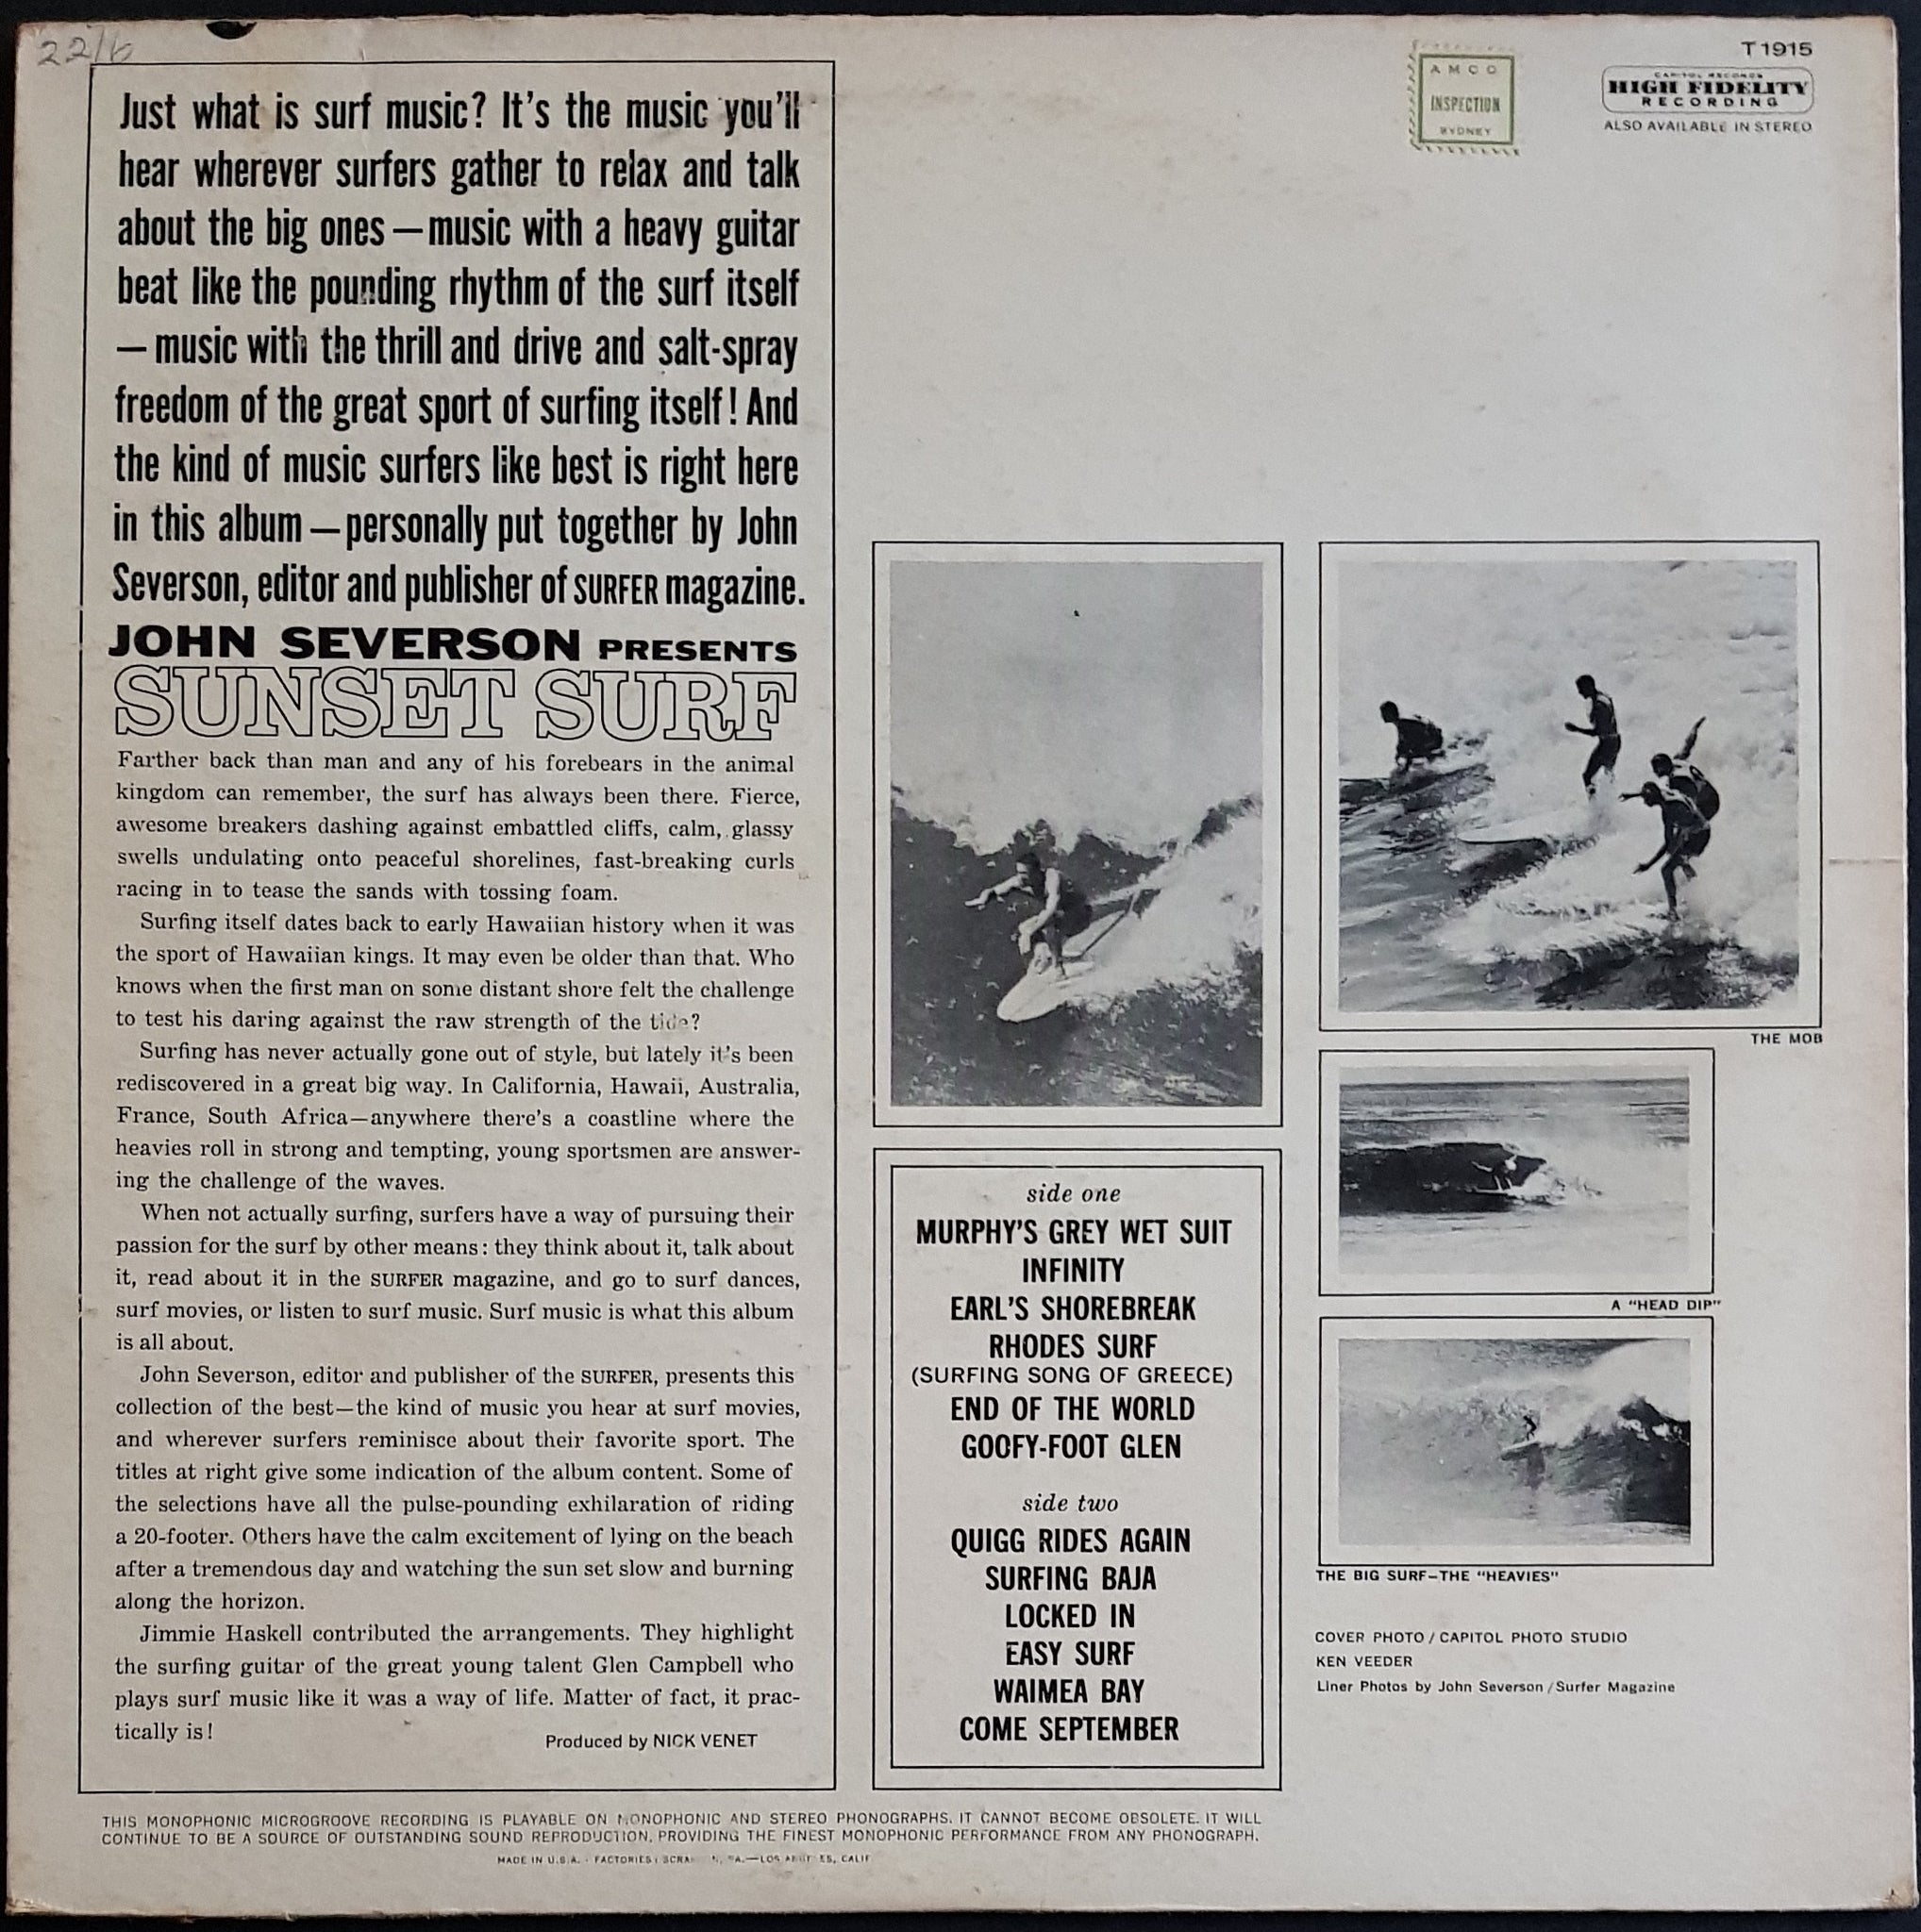 22/6
T 1915
AMCO
INSPECTION
SYDNEY
CAPITOL RECORDS
HIGH FIDELITY
RECORDING
ALSO AVAILABLE IN STEREO
Just what is surf music? It's the music you'll
hear wherever surfers gather to relax and talk
about the big ones — music with a heavy guitar
beat like the pounding rhythm of the surf itself
— music with the thrill and drive and salt-spray
freedom of the great sport of surfing itself! And
the kind of music surfers like best is right here
in this album — personally put together by John
Severson, editor and publisher of SURFER magazine.
JOHN SEVERSON PRESENTS
SUNSET SURF
Farther back than man and any of his forebears in the animal
kingdom can remember, the surf has always been there. Fierce,
awesome breakers dashing against embattled cliffs, calm, glassy
swells undulating onto peaceful shorelines, fast-breaking curls
racing in to tease the sands with tossing foam.
Surfing itself dates back to early Hawaiian history when it was
the sport of Hawaiian kings. It may even be older than that. Who
knows when the first man on some distant shore felt the challenge
to test his daring against the raw strength of the tide?
Surfing has never actually gone out of style, but lately it's been
rediscovered in a great big way. In California, Hawaii, Australia,
France, South Africa—anywhere there's a coastline where the
heavies roll in strong and tempting, young sportsmen are answer-
ing the challenge of the waves.
When not actually surfing, surfers have a way of pursuing their
passion for the surf by other means: they think about it, talk about
it, read about it in the SURFER magazine, and go to surf dances,
surf movies, or listen to surf music. Surf music is what this album
is all about.
John Severson, editor and publisher of the SURFER, presents this
collection of the best—the kind of music you hear at surf movies,
and wherever surfers reminisce about their favorite sport. The
titles at right give some indication of the album content. Some of
the selections have all the pulse-pounding exhilaration of riding
a 20-footer. Others have the calm excitement of lying on the beach
after a tremendous day and watching the sun set slow and burning
along the horizon.
Jimmie Haskell contributed the arrangements. They highlight
the surfing guitar of the great young talent Glen Campbell who
plays surf music like it was a way of life. Matter of fact, it prac-
tically is!
Produced by NICK VENET
side one
MURPHY'S GREY WET SUIT
INFINITY
EARL'S SHOREBREAK
RHODES SURF
(SURFING SONG OF GREECE)
END OF THE WORLD
GOOFY-FOOT GLEN
side two
QUIGG RIDES AGAIN
SURFING BAJA
LOCKED IN
EASY SURF
WAIMEA BAY
COME SEPTEMBER
THE MOB
A "HEAD DIP"
THE BIG SURF–THE "HEAVIES"
COVER PHOTO / CAPITOL PHOTO STUDIO
KEN VEEDER
Liner Photos by John Severson / Surfer Magazine
THIS MONOPHONIC MICROGROOVE RECORDING IS PLAYABLE ON MONOPHONIC AND STEREO PHONOGRAPHS. IT CANNOT BECOME OBSOLETE. IT WILL
CONTINUE TO BE A SOURCE OF OUTSTANDING SOUND REPRODUCTION, PROVIDING THE FINEST MONOPHONIC PERFORMANCE FROM ANY PHONOGRAPH.
MADE IN U.S.A. - FACTORIES: LOS ANGELES, CALIF.